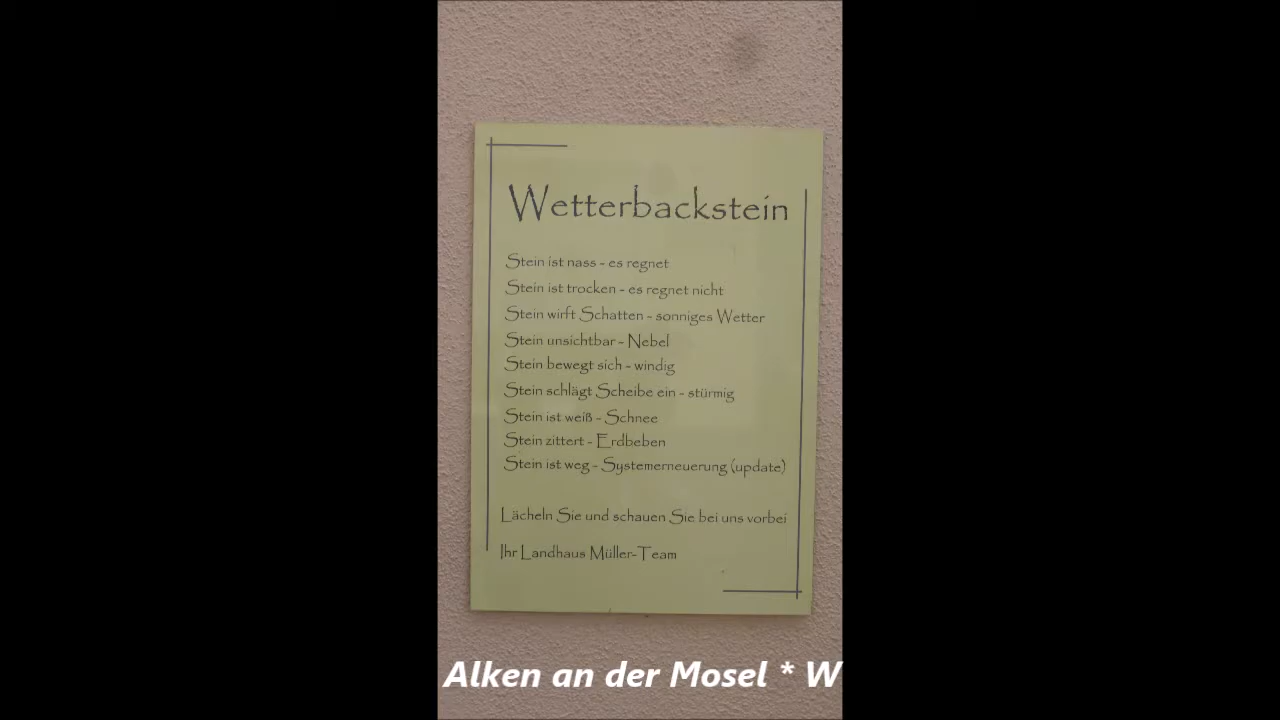 Wetterbackstein
Stein ist nass - es regnet
Stein ist trocken - es regnet nicht
Stein wirft Schatten - sonniges Wetter
Stein unsichtbar - Nebel
Stein bewegt sich - windig
Stein schlägt Scheibe ein - stürmig
Stein ist weiß - Schnee
Stein zittert - Erdbeben
Stein ist weg - Systemerneuerung (update)
Lächeln Sie und schauen Sie bei uns vorbei
Ihr Landhaus Müller-Team
Alken an der Mosel * W